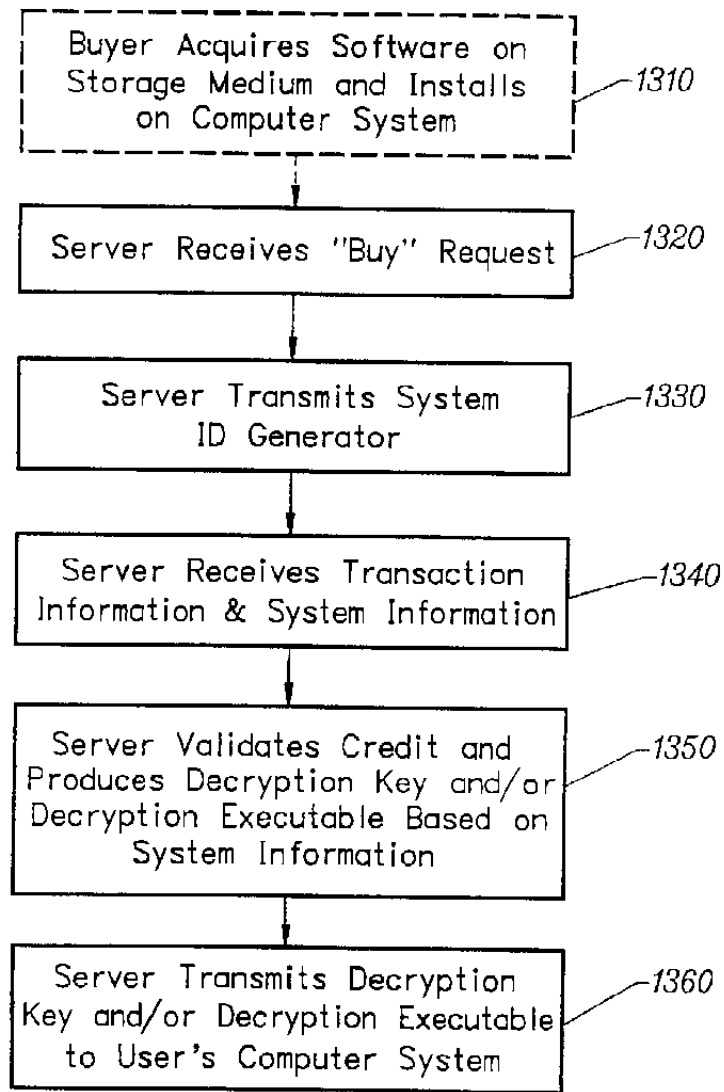 Buyer Acquires Software on
Storage Medium and Installs
on Computer System
1310
Server Receives "Buy" Request
1320
Server Transmits System
ID Generator
1330
Server Receives Transaction
Information & System Information
1340
Server Validates Credit and
Produces Decryption Key and/or
Decryption Executable Based on
System Information
1350
Server Transmits Decryption
Key and/or Decryption Executable
to User's Computer System
1360